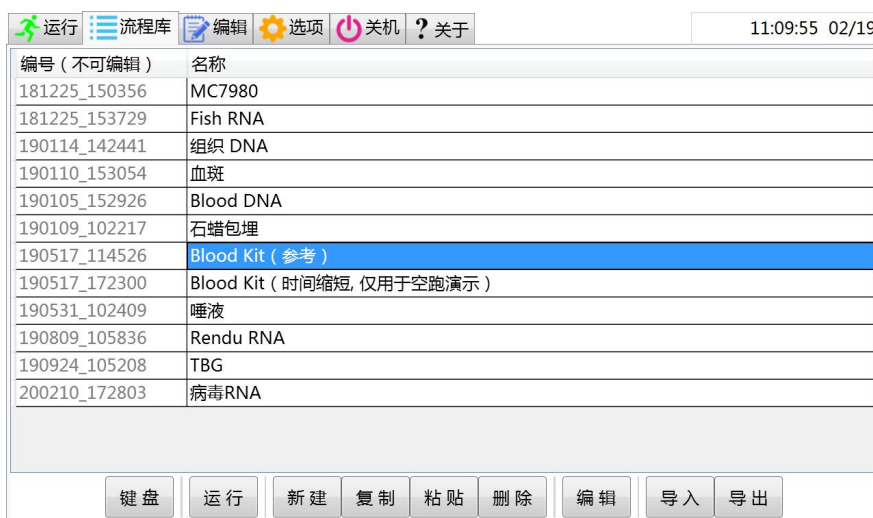 运行 流程库 编辑 选项 关机 ? 关于 11:09:55 02/19
编号（不可编辑） 名称
181225_150356 MC7980
181225_153729 Fish RNA
190114_142441 组织 DNA
190110_153054 血斑
190105_152926 Blood DNA
190109_102217 石蜡包埋
190517_114526 Blood Kit（参考）
190517_172300 Blood Kit（时间缩短, 仅用于空跑演示）
190531_102409 唾液
190809_105836 Rendu RNA
190924_105208 TBG
200210_172803 病毒RNA
键盘 运行 新建 复制 粘贴 删除 编辑 导入 导出